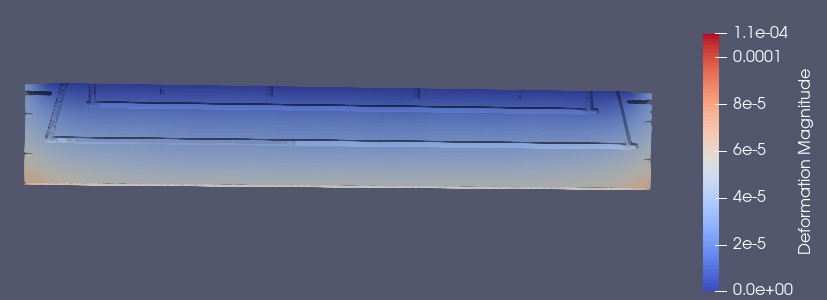 1.1e-04
0.0001
8e-5
6e-5
4e-5
2e-5
0.0e+00
Deformation Magnitude